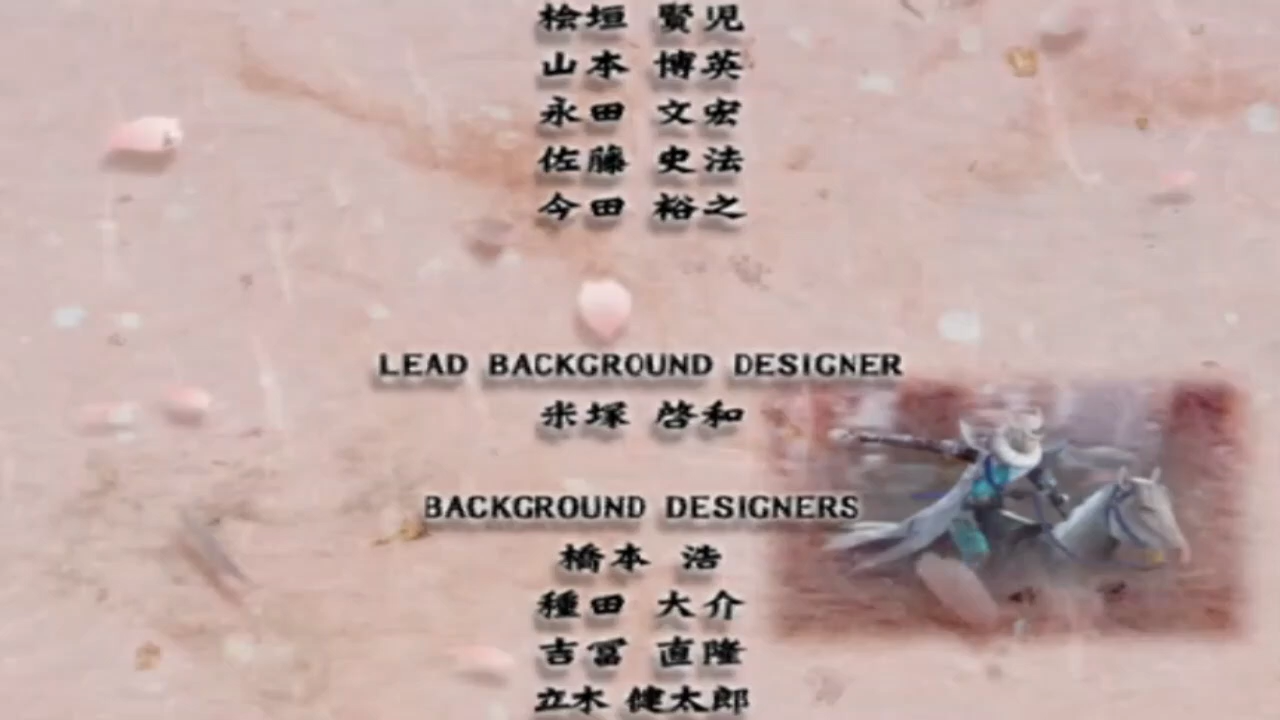 桧垣 賢児
山本 博英
永田 文宏
佐藤 史法
今田 裕之
LEAD BACKGROUND DESIGNER
米塚 啓和
BACKGROUND DESIGNERS
橋本 浩
種田 大介
吉冨 直隆
立木 健太郎